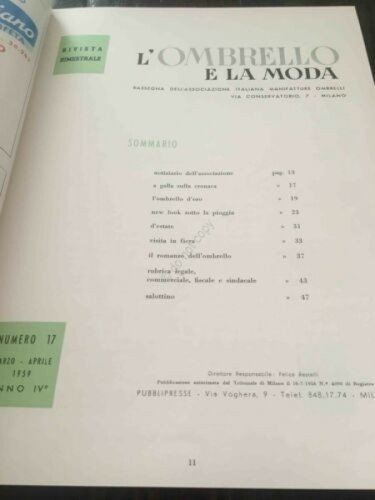 iano
RIVISTA
BIMESTRALE
L'OMBRELLO
E LA MODA
RASSEGNA DELL'ASSOCIAZIONE ITALIANA MANIFATTURE OMBRELLI
VIA CONSERVATORIO, 7 - MILANO
SOMMARIO
notiziario dell'associazione pag. 13
a galla sulla cronaca » 17
l'ombrello d'oro » 19
new look sotto la pioggia » 23
d'estate » 31
visita in fiera » 33
il romanzo dell'ombrello » 37
rubrica legale,
commerciale, fiscale e sindacale » 43
salottino » 47
NUMERO 17
ARZO - APRILE
1959
NNO IV°
Direttore Responsabile: Felice Restelli
Pubblicazione autorizzata dal Tribunale di Milano il
PUBBLIPRESSE - Via Voghera, 9 - Telef. 848.17.74 - MIL
11